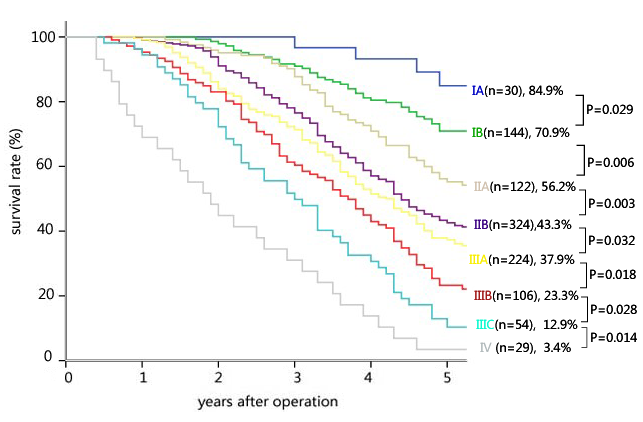 100
80
60
40
20
0
survival rate (%)
0 1 2 3 4 5
years after operation
IA(n=30), 84.9%
P=0.029
IB(n=144), 70.9%
P=0.006
IIA(n=122), 56.2%
P=0.003
IIB(n=324),43.3%
P=0.032
IIIA(n=224), 37.9%
P=0.018
IIIB(n=106), 23.3%
P=0.028
IIIC(n=54), 12.9%
P=0.014
IV (n=29), 3.4%